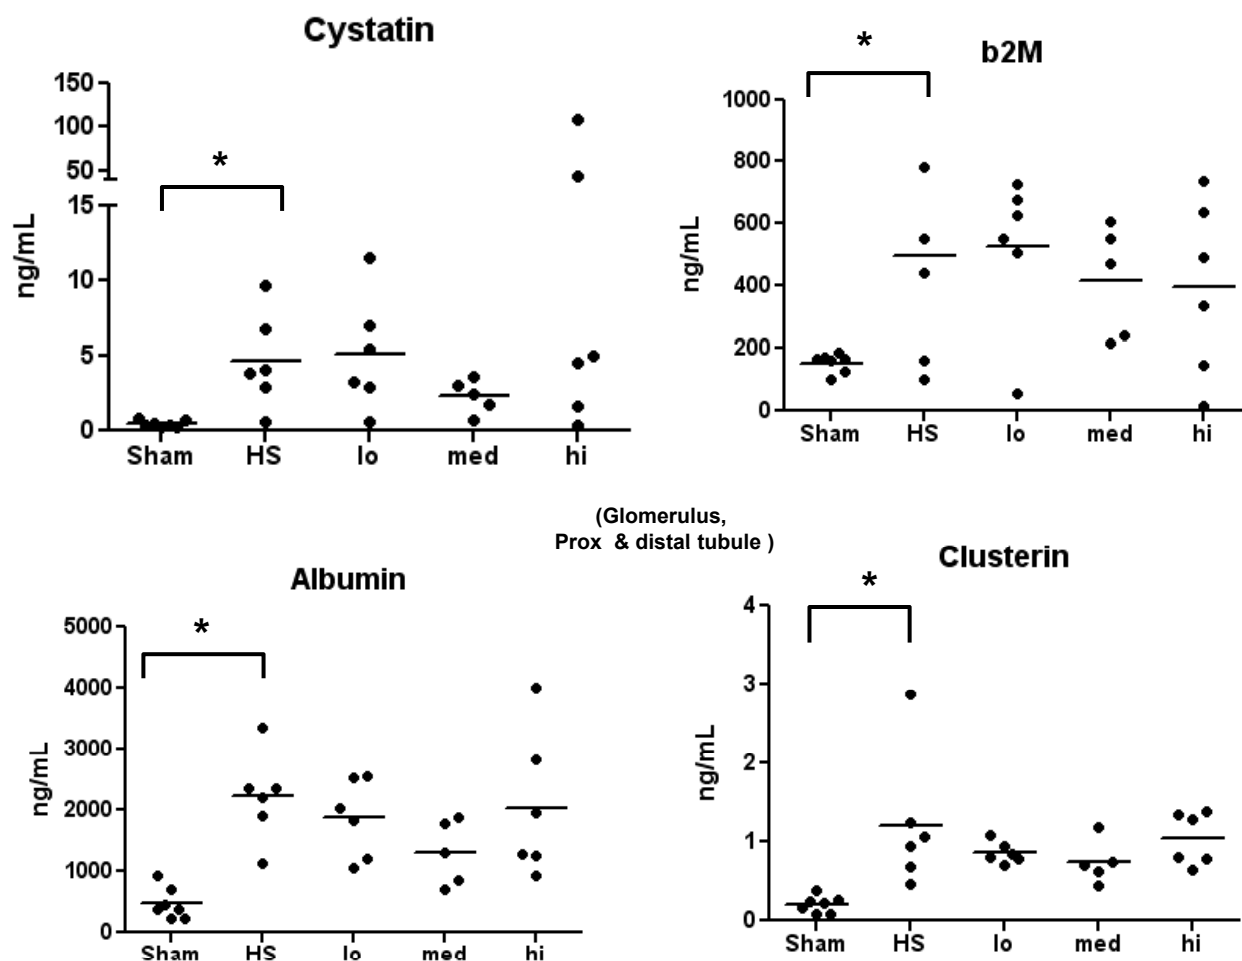 Cystatin
*
150
100
50
15
10
5
0
ng/mL
Sham HS lo med hi
b2M
*
1000
800
600
400
200
0
ng/mL
Sham HS lo med hi
(Glomerulus,
Prox & distal tubule )
Albumin
*
5000
4000
3000
2000
1000
0
ng/mL
Sham HS lo med hi
Clusterin
*
4
3
2
1
0
ng/mL
Sham HS lo med hi